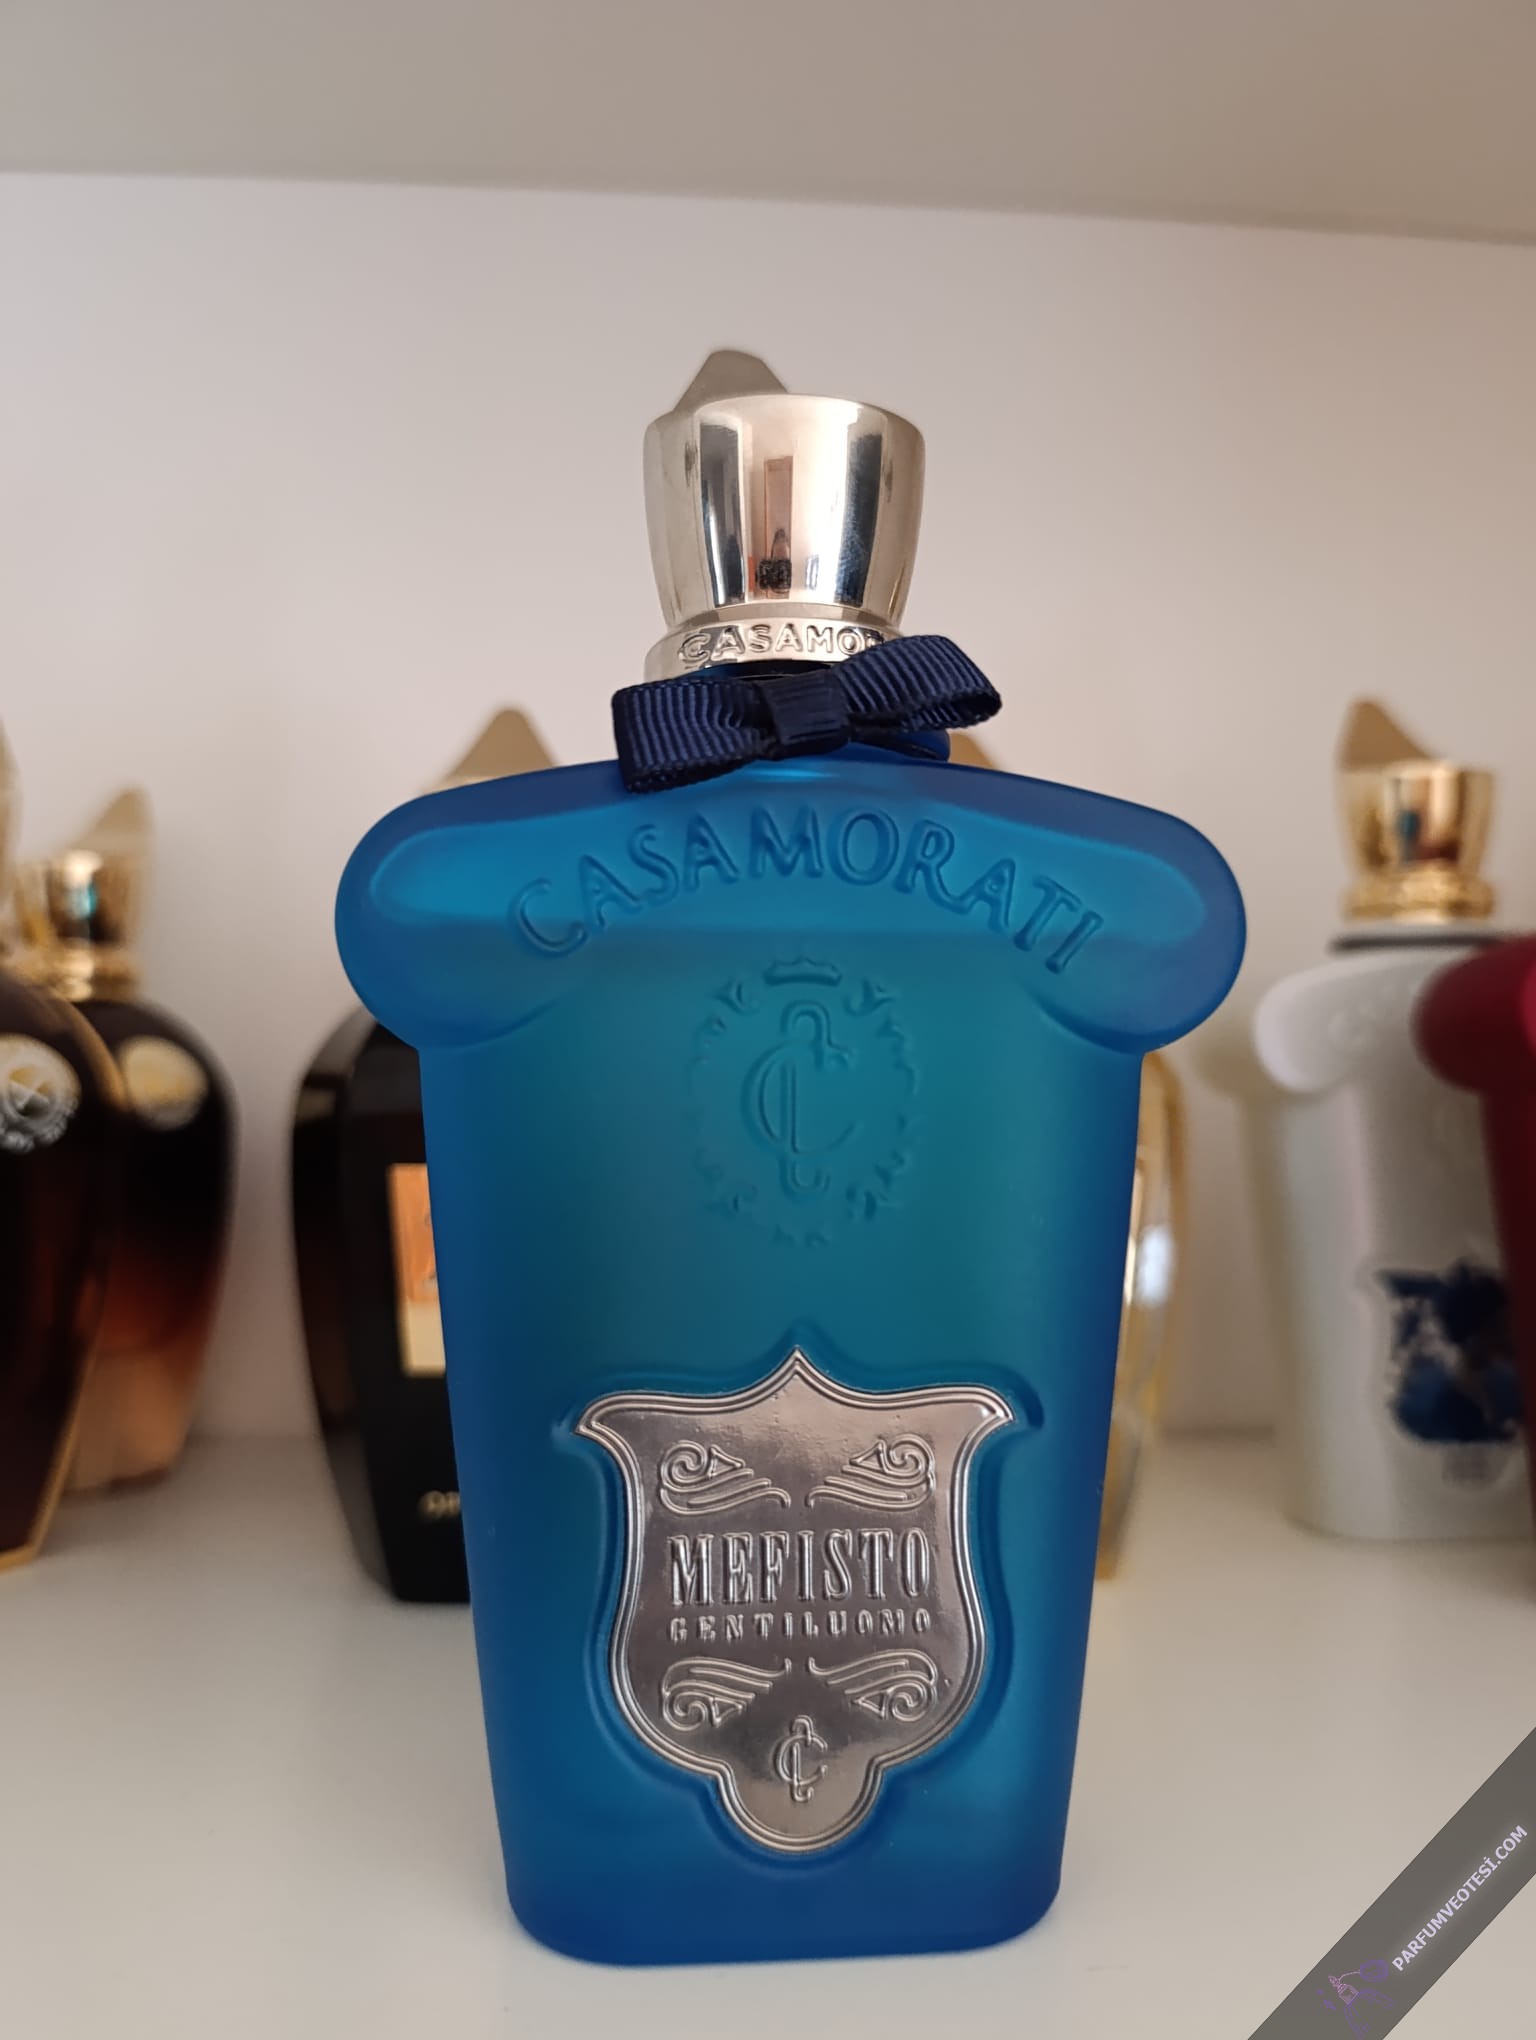 CASAMOR
CASAMORATI
MEFISTO
GENTILUOMO
PARFUMVEOTESİ.COM